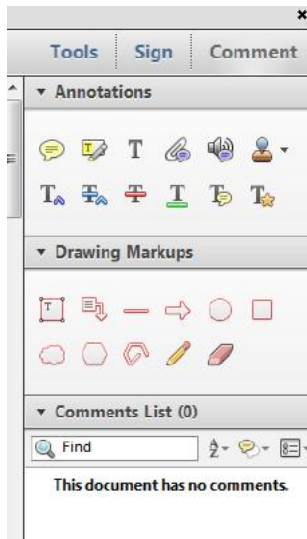 Tools Sign Comment
Annotations
Drawing Markups
Comments List (0)
Find
This document has no comments.